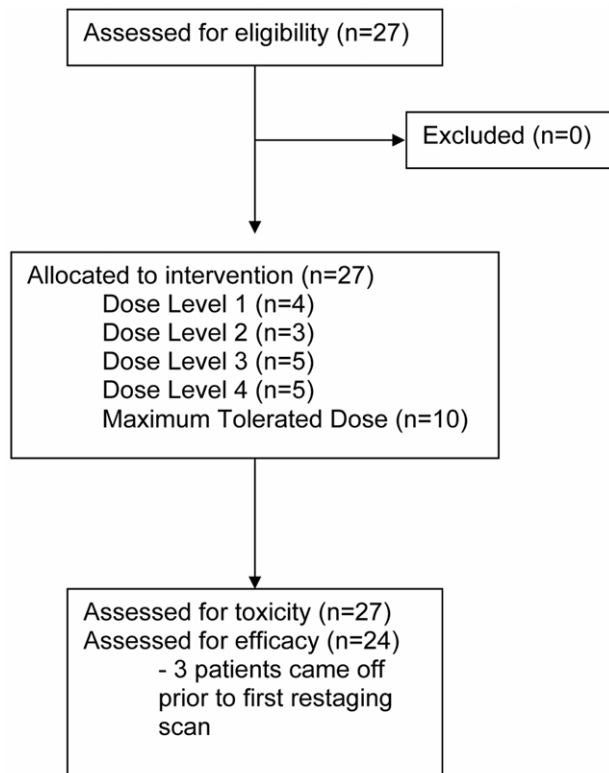 Assessed for eligibility (n=27)
Excluded (n=0)
Allocated to intervention (n=27)
Dose Level 1 (n=4)
Dose Level 2 (n=3)
Dose Level 3 (n=5)
Dose Level 4 (n=5)
Maximum Tolerated Dose (n=10)
Assessed for toxicity (n=27)
Assessed for efficacy (n=24)
- 3 patients came off
prior to first restaging
scan